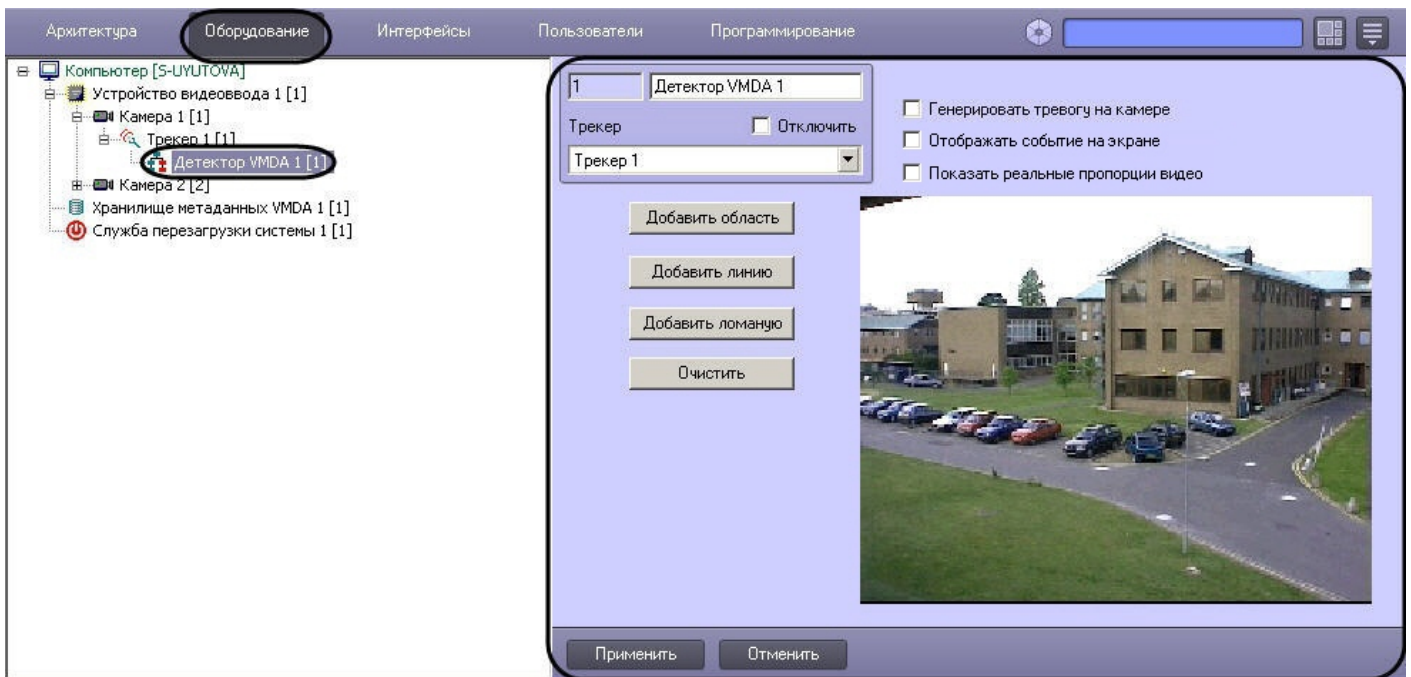 Архитектура Оборудование Интерфейсы Пользователи Программирование
Компьютер [S-UYUTOVA]
Устройство видеоввода 1 [1]
Камера 1 [1]
Трекер 1 [1]
Детектор VMDA 1 [1]
Камера 2 [2]
Хранилище метаданных VMDA 1 [1]
Служба перезагрузки системы 1 [1]
1 Детектор VMDA 1
Трекер Отключить
Трекер 1
Генерировать тревогу на камере
Отображать событие на экране
Показать реальные пропорции видео
Добавить область
Добавить линию
Добавить ломаную
Очистить
Применить Отменить